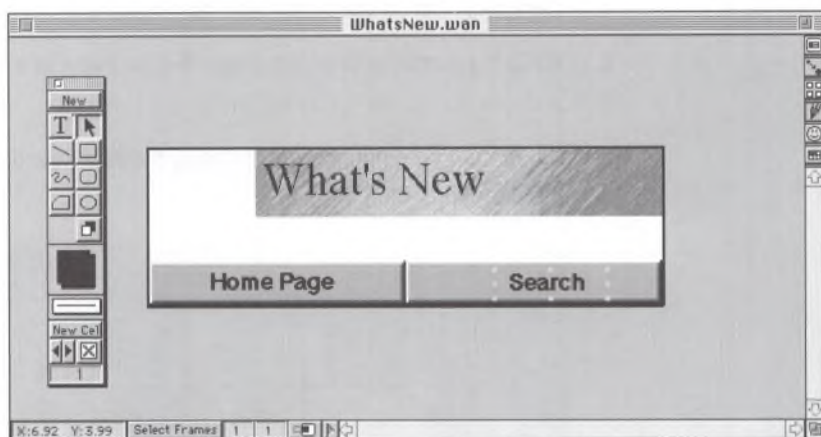 WhatsNew.wan
New
T
What's New
Home Page
Search
New Cel
1
X:6.92 Y:3.99 Select Frames 1 1